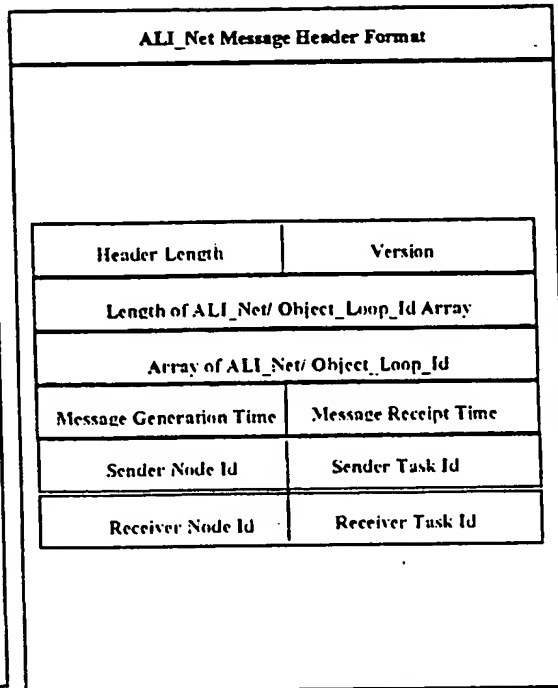 ALI_Net Message Header Format
Header Length Version
Length of ALI_Net/ Object_Loop_Id Array
Array of ALI_Net/ Object_Loop_Id
Message Generation Time Message Receipt Time
Sender Node Id Sender Task Id
Receiver Node Id Receiver Task Id